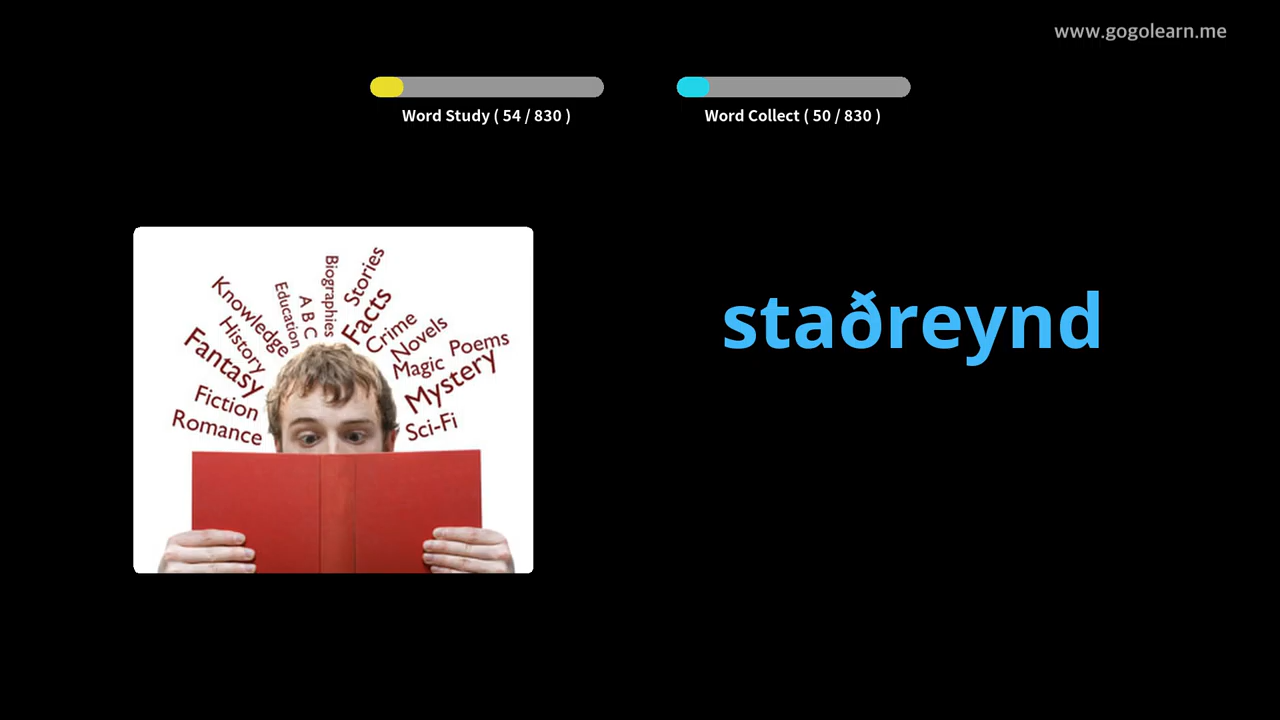 www.gogolearn.me
Word Study ( 54 / 830 )
Word Collect ( 50 / 830 )
staðreynd
Stories
Biographies
Facts
A B C
Education
Knowledge
Crime
History
Novels
Poems
Fantasy
Magic
Mystery
Fiction
Romance
Sci-Fi